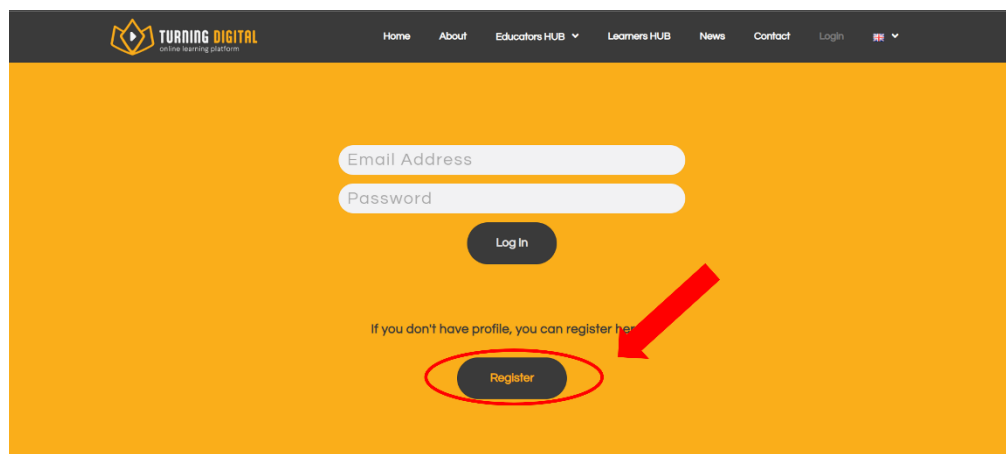 TURNING DIGITAL
online learning platform
Home About Educators HUB Learners HUB News Contact Login
Email Address
Password
Log In
If you don't have profile, you can register
Register